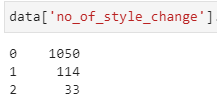 data['no_of_style_change'].
0 1050
1 114
2 33